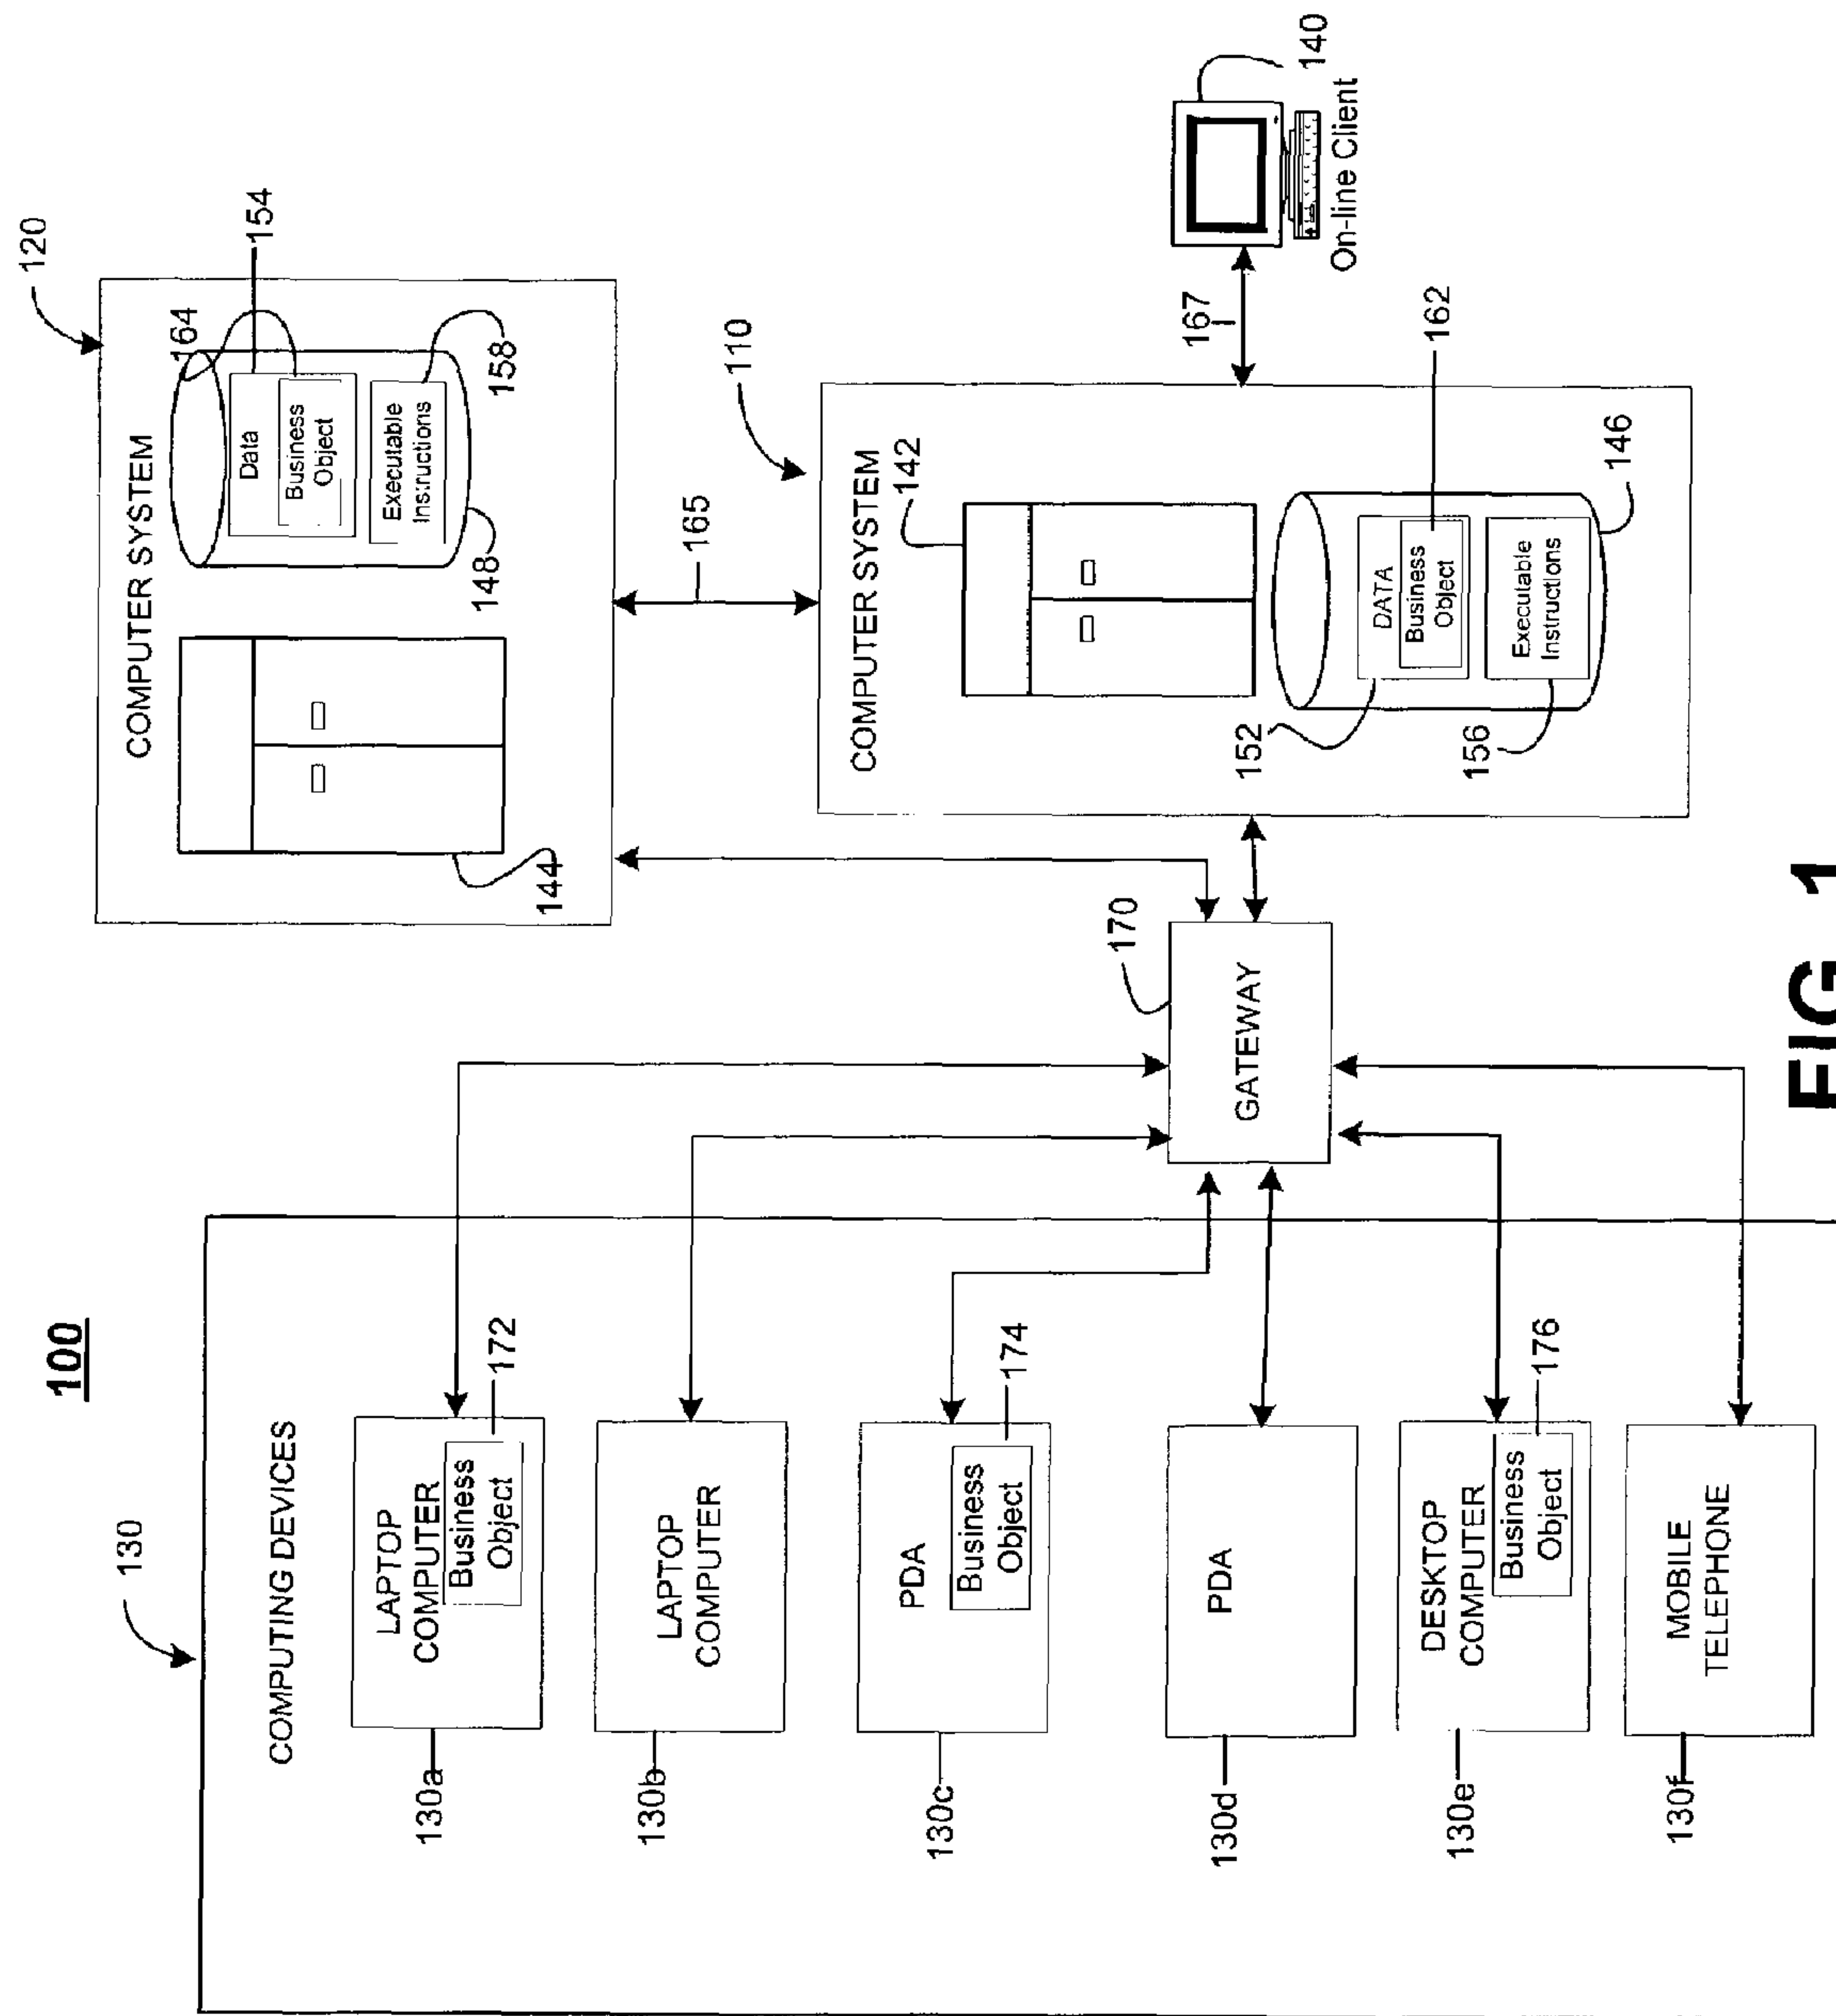 100
130
COMPUTING DEVICES
130a
LAPTOP
COMPUTER
Business
Object
172
130b
LAPTOP
COMPUTER
130c
PDA
Business
Object
174
130d
PDA
130e
DESKTOP
COMPUTER
Business
Object
176
130f
MOBILE
TELEPHONE
170
GATEWAY
120
COMPUTER SYSTEM
144
164
Data
Business
Object
154
Executable
Instructions
158
148
165
110
COMPUTER SYSTEM
142
152
DATA
Business
Object
162
156
Executable
Instructions
146
167
140
On-line Client
FIG. 1